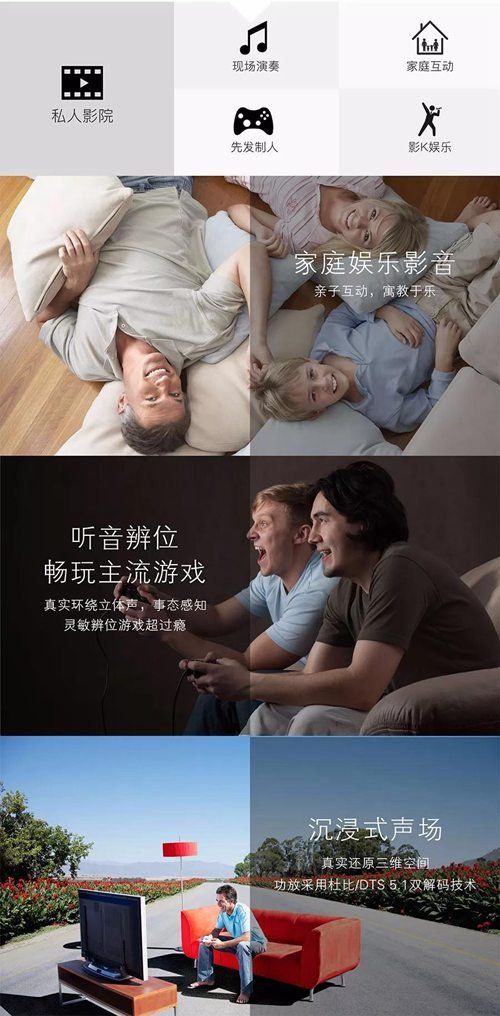 私人影院
现场演奏
家庭互动
先发制人
影K娱乐
家庭娱乐影音
亲子互动，寓教于乐
听音辨位
畅玩主流游戏
真实环绕立体声，事态感知
灵敏辨位游戏超过瘾
沉浸式声场
真实还原三维空间
功放采用杜比/DTS 5.1双解码技术